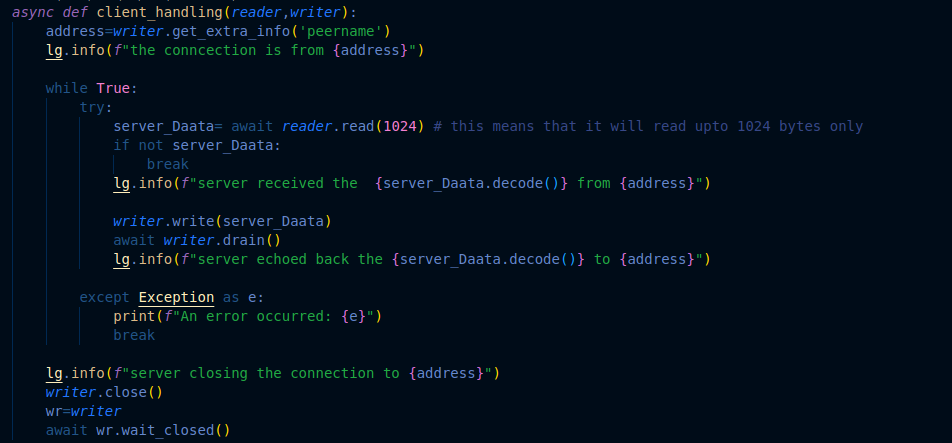 async def client_handling(reader,writer):
    address=writer.get_extra_info('peername')
    lg.info(f"the conncection is from {address}")

    while True:
        try:
            server_Daata= await reader.read(1024) # this means that it will read upto 1024 bytes only
            if not server_Daata:
                break
            lg.info(f"server received the  {server_Daata.decode()} from {address}")

            writer.write(server_Daata)
            await writer.drain()
            lg.info(f"server echoed back the {server_Daata.decode()} to {address}")

        except Exception as e:
            print(f"An error occurred: {e}")
            break

    lg.info(f"server closing the connection to {address}")
    writer.close()
    wr=writer
    await wr.wait_closed()